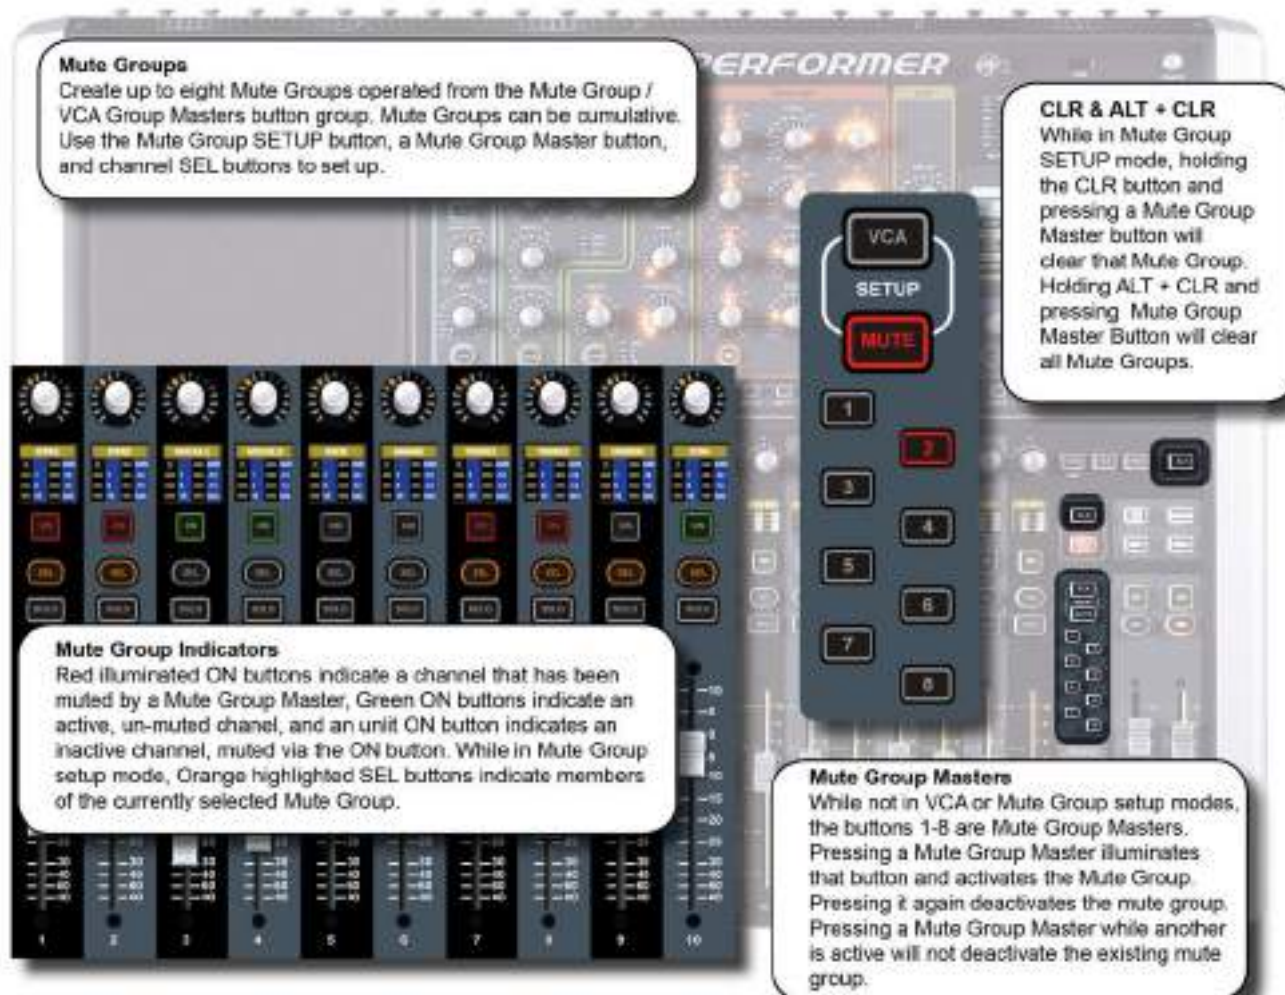 PERFORMER
Mute Groups
Create up to eight Mute Groups operated from the Mute Group /
VCA Group Masters button group. Mute Groups can be cumulative.
Use the Mute Group SETUP button, a Mute Group Master button,
and channel SEL buttons to set up.
CLR & ALT + CLR
While in Mute Group
SETUP mode, holding
the CLR button and
pressing a Mute Group
Master button will
clear that Mute Group.
Holding ALT + CLR and
pressing Mute Group
Master Button will clear
all Mute Groups.
VCA
SETUP
MUTE
1
2
3
4
5
6
7
8
Mute Group Indicators
Red illuminated ON buttons indicate a channel that has been
muted by a Mute Group Master, Green ON buttons indicate an
active, un-muted chanel, and an unlit ON button indicates an
inactive channel, muted via the ON button. While in Mute Group
setup mode, Orange highlighted SEL buttons indicate members
of the currently selected Mute Group.
1 2 3 4 5 6 7 8 9 10
Mute Group Masters
While not in VCA or Mute Group setup modes,
the buttons 1-8 are Mute Group Masters.
Pressing a Mute Group Master illuminates
that button and activates the Mute Group.
Pressing it again deactivates the mute group.
Pressing a Mute Group Master while another
is active will not deactivate the existing mute
group.